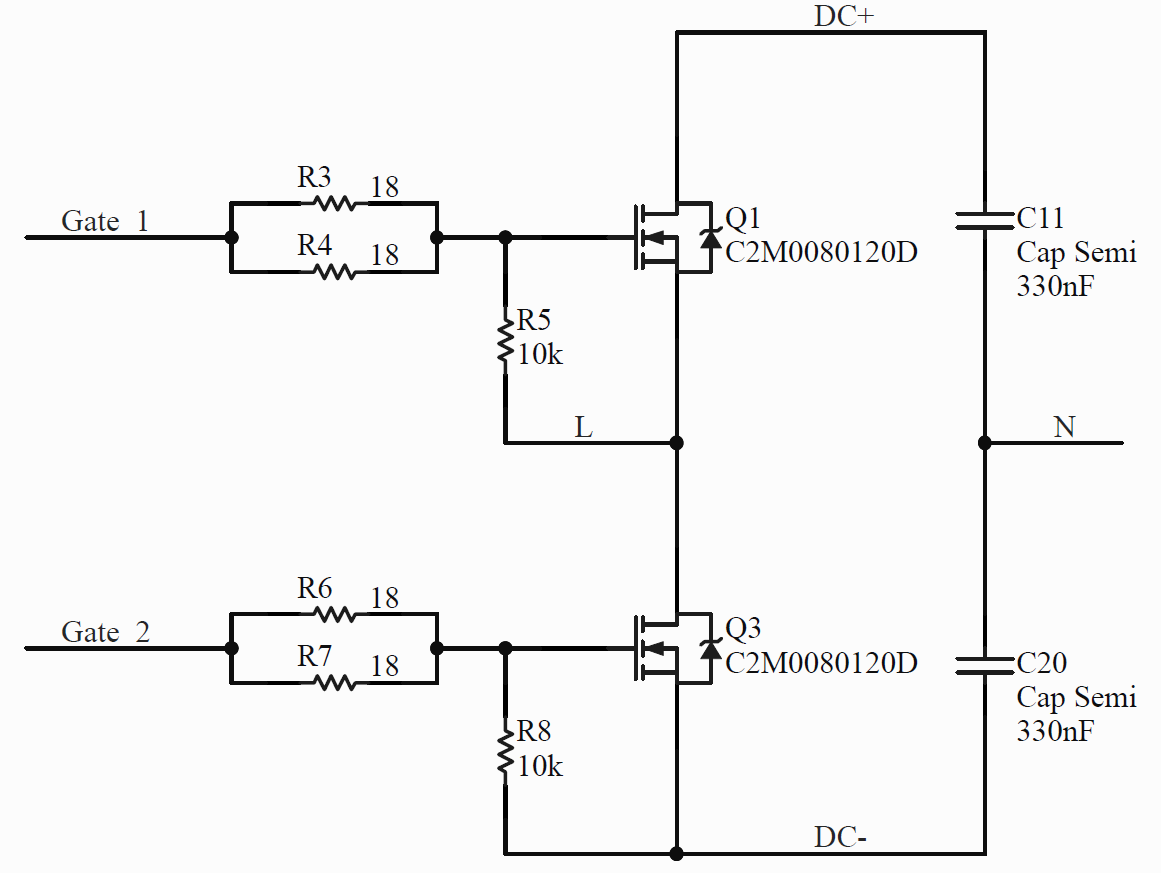 DC+
R3 18
Gate 1
R4 18
Q1
C2M0080120D
C11
Cap Semi
330nF
R5
10k
L
N
R6 18
Gate 2
R7 18
Q3
C2M0080120D
C20
Cap Semi
330nF
R8
10k
DC-